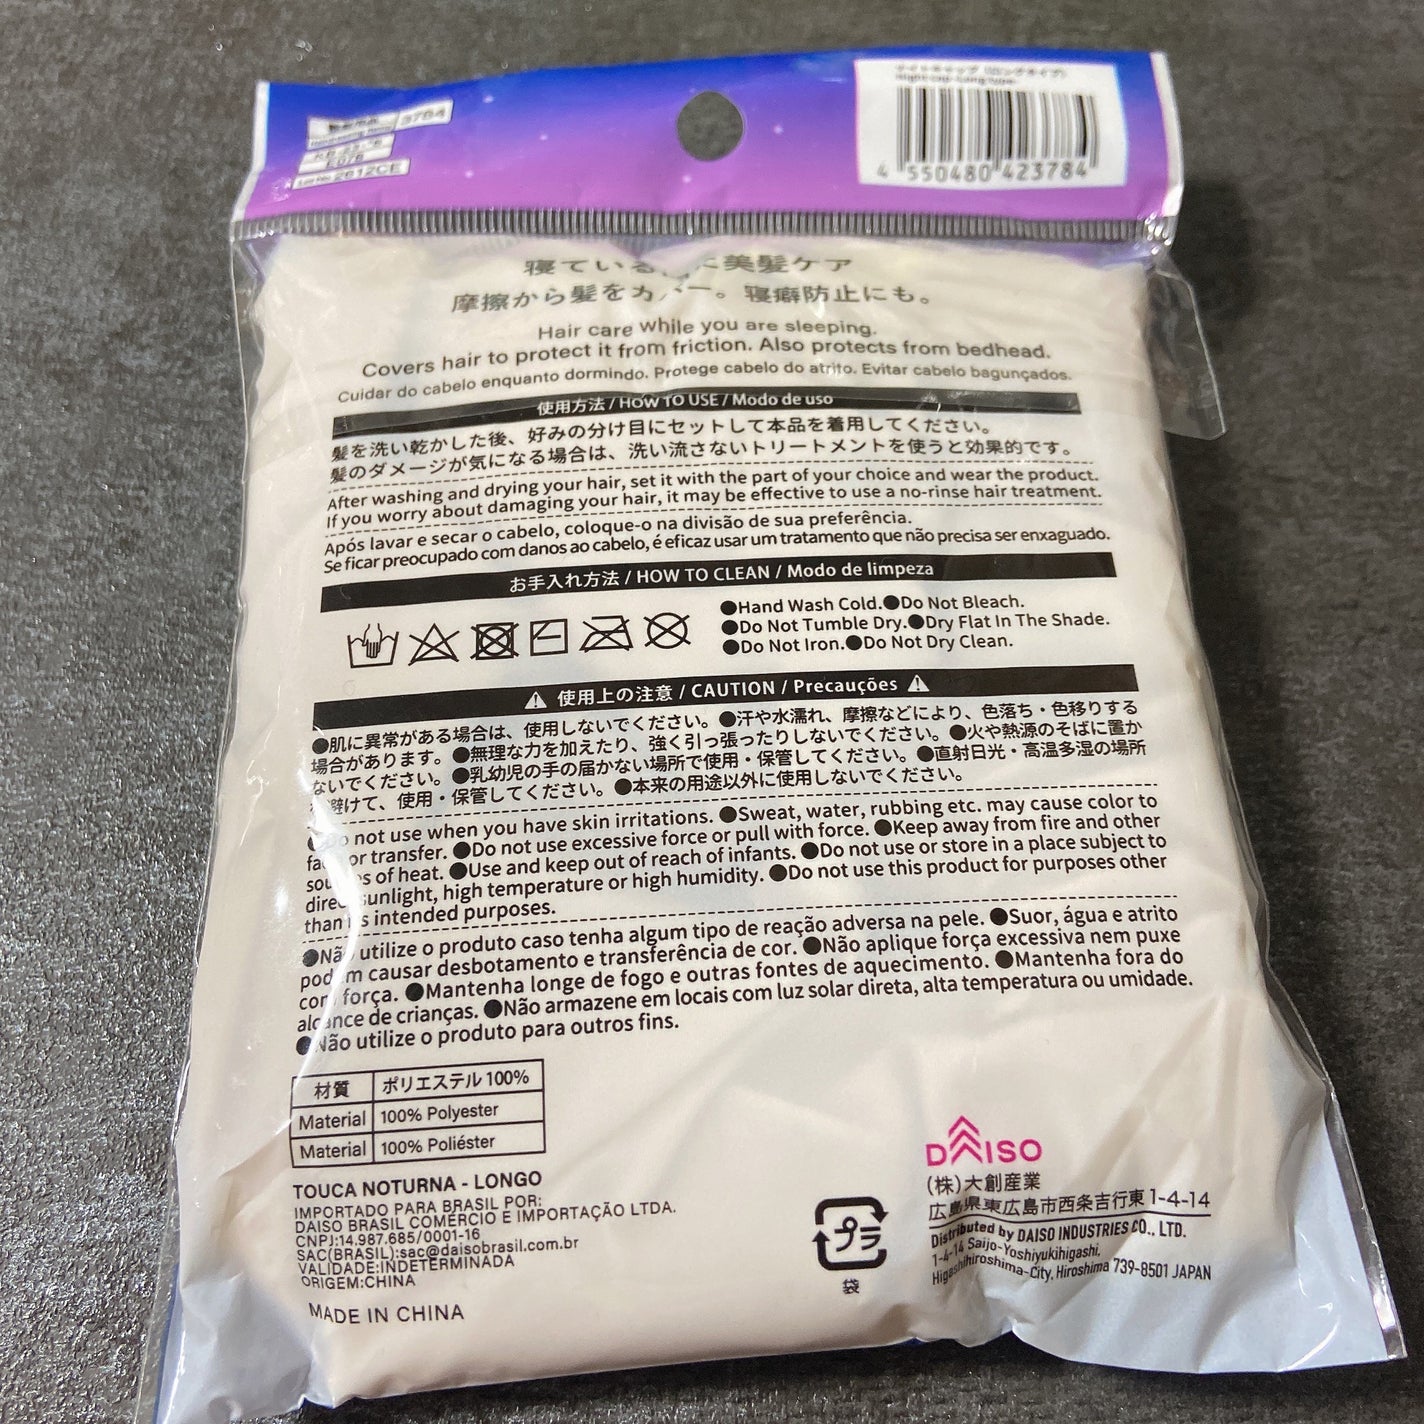 3784
E076
2612CE
ナイトキャップ(ロングタイプ)
Night cap-Long type-
4 550480 423784
寝ている に美髪ケア
摩擦から髪をカバー。寝癖防止にも。
Hair care while you are sleeping.
Covers hair to protect it from friction. Also protects from bedhead.
Cuidar do cabelo enquanto dormindo. Protege cabelo do atrito. Evitar cabelo bagunçados.
使用方法 / HOW TO USE / Modo de uso
髪を洗い乾かした後、好みの分け目にセットして本品を着用してください。
髪のダメージが気になる場合は、洗い流さないトリートメントを使うと効果的です。
After washing and drying your hair, set it with the part of your choice and wear the product.
If you worry about damaging your hair, it may be effective to use a no-rinse hair treatment.
Após lavar e secar o cabelo, coloque-o na divisão de sua preferência.
Se ficar preocupado com danos ao cabelo, é eficaz usar um tratamento que não precisa ser enxaguado.
お手入れ方法 / HOW TO CLEAN / Modo de limpeza
●Hand Wash Cold.●Do Not Bleach.
●Do Not Tumble Dry.●Dry Flat In The Shade.
●Do Not Iron.●Do Not Dry Clean.
⚠ 使用上の注意 / CAUTION / Precauções ⚠
●肌に異常がある場合は、使用しないでください。●汗や水濡れ、摩擦などにより、色落ち・色移りする
場合があります。●無理な力を加えたり、強く引っ張ったりしないでください。●火や熱源のそばに置か
ないでください。●乳幼児の手の届かない場所で使用・保管してください。●直射日光・高温多湿の場所
を避けて、使用・保管してください。●本来の用途以外に使用しないでください。
●Do not use when you have skin irritations. ●Sweat, water, rubbing etc. may cause color to
fade or transfer. ●Do not use excessive force or pull with force. ●Keep away from fire and other
sources of heat. ●Use and keep out of reach of infants. ●Do not use or store in a place subject to
direct sunlight, high temperature or high humidity. ●Do not use this product for purposes other
than its intended purposes.
●Não utilize o produto caso tenha algum tipo de reação adversa na pele. ●Suor, água e atrito
podem causar desbotamento e transferência de cor. ●Não aplique força excessiva nem puxe
com força. ●Mantenha longe de fogo e outras fontes de aquecimento. ●Mantenha fora do
alcance de crianças. ●Não armazene em locais com luz solar direta, alta temperatura ou umidade.
●Não utilize o produto para outros fins.
材質 ポリエステル 100%
Material 100% Polyester
Material 100% Poliéster
TOUCA NOTURNA - LONGO
IMPORTADO PARA BRASIL POR:
DAISO BRASIL COMÉRCIO E IMPORTAÇÃO LTDA.
CNPJ:14.987.685/0001-16
SAC(BRASIL):sac@daisobrasil.com.br
VALIDADE:INDETERMINADA
ORIGEM:CHINA
MADE IN CHINA
プラ
袋
DAISO
(株)大創産業
広島県東広島市西条吉行東 1-4-14
Distributed by DAISO INDUSTRIES CO., LTD.
1-4-14 Saijo-Yoshiyukihigashi,
Higashihiroshima-City, Hiroshima 739-8501 JAPAN